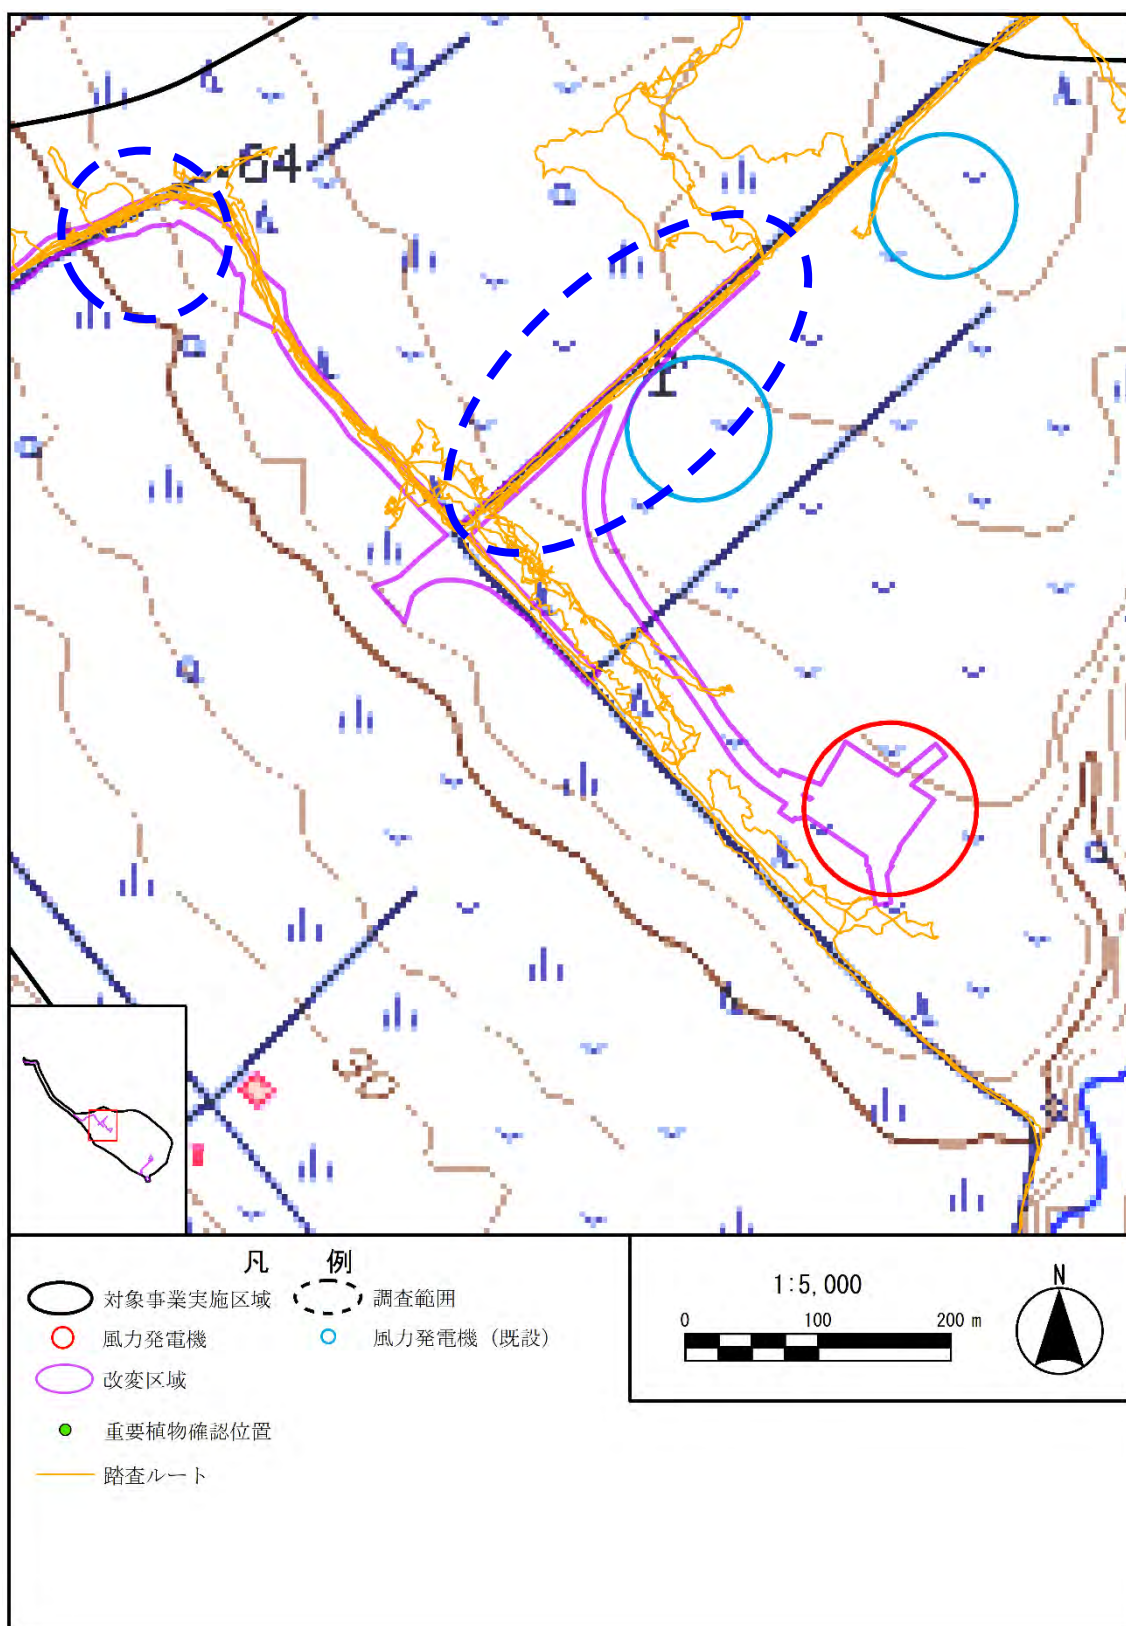 64
30
凡 例
対象事業実施区域 調査範囲
風力発電機 風力発電機（既設）
改変区域
重要植物確認位置
踏査ルート
1:5,000
0 100 200 m
N